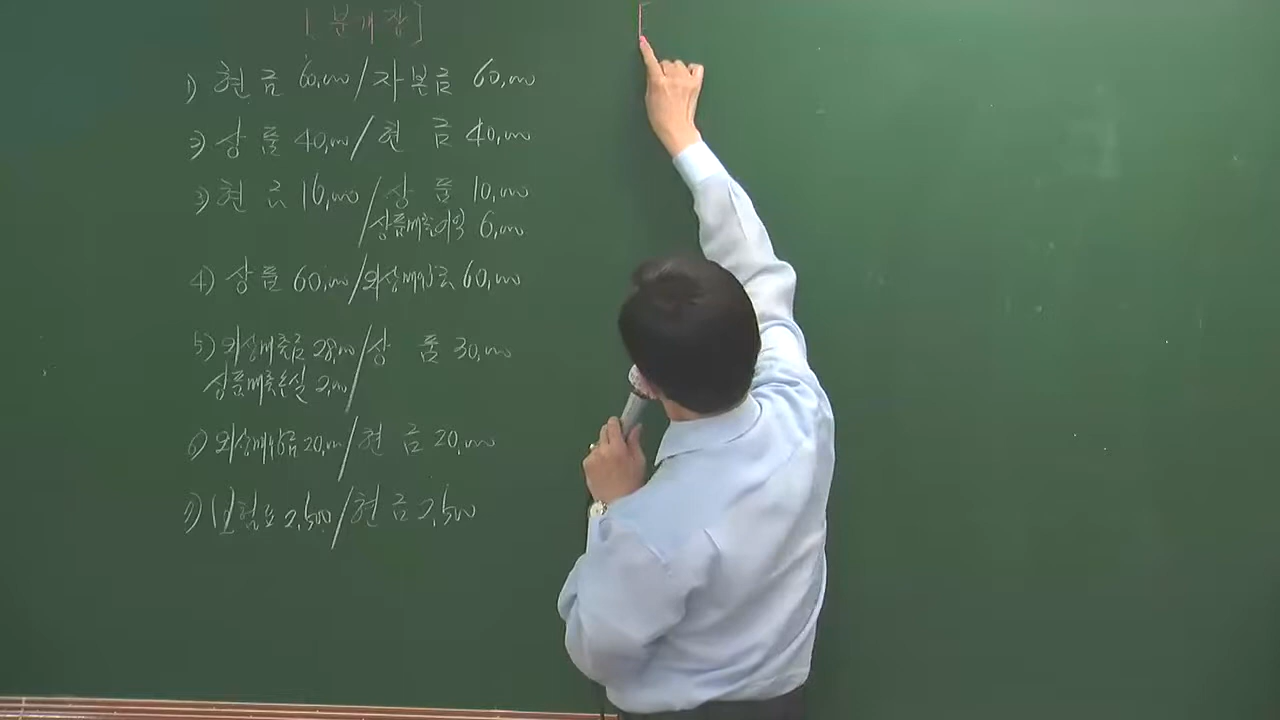 [분개장]
1) 현금 60,000 / 자본금 60,000
2) 상품 40,000 / 현금 40,000
3) 현금 16,000 / 상품 10,000
상품매출이익 6,000
4) 상품 60,000 / 외상매입금 60,000
5) 외상매출금 28,000 / 상품 30,000
상품매출손실 2,000
6) 외상매입금 20,000 / 현금 20,000
7) 보험료 2,500 / 현금 2,500